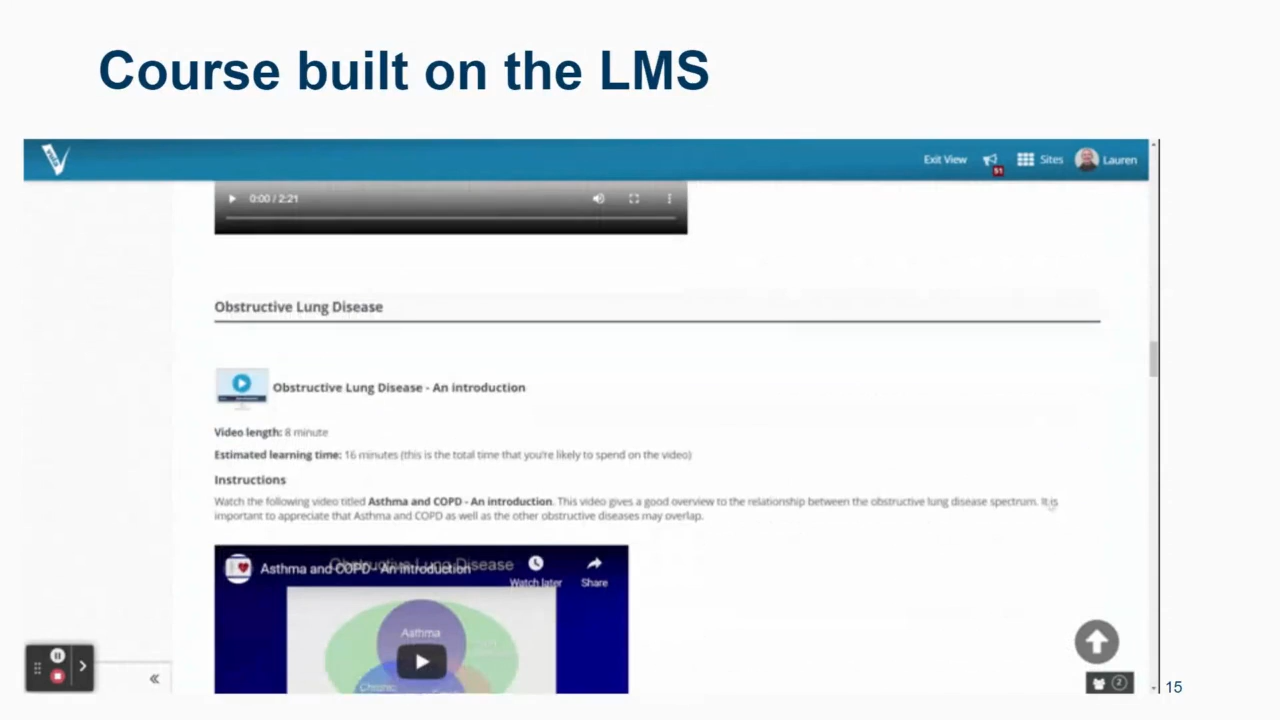 Course built on the LMS
Exit View
51
Sites
Lauren
0:00 / 2:21
Obstructive Lung Disease
Obstructive Lung Disease - An introduction
Video length: 8 minute
Estimated learning time: 16 minutes (this is the total time that you're likely to spend on the video)
Instructions
Watch the following video titled Asthma and COPD - An introduction. This video gives a good overview to the relationship between the obstructive lung disease spectrum. It is
important to appreciate that Asthma and COPD as well as the other obstructive diseases may overlap.
Obstructive Lung Disease
Asthma and COPD - An introduction
Watch later
Share
Asthma
Chronic
2
15